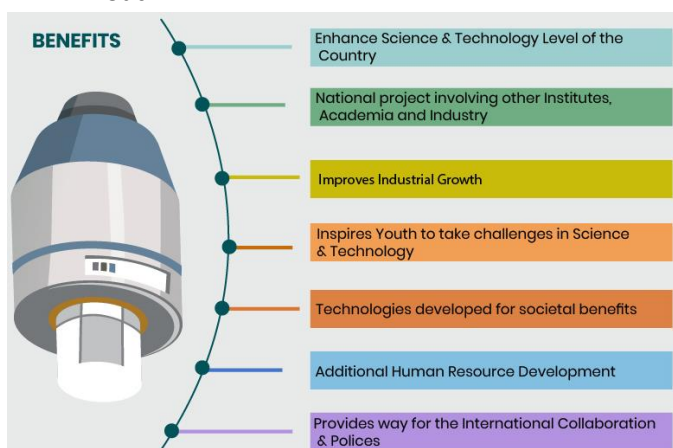 BENEFITS
Enhance Science & Technology Level of the
Country
National project involving other Institutes,
Academia and Industry
Improves Industrial Growth
Inspires Youth to take challenges in Science
& Technology
Technologies developed for societal benefits
Additional Human Resource Development
Provides way for the International Collaboration
& Polices